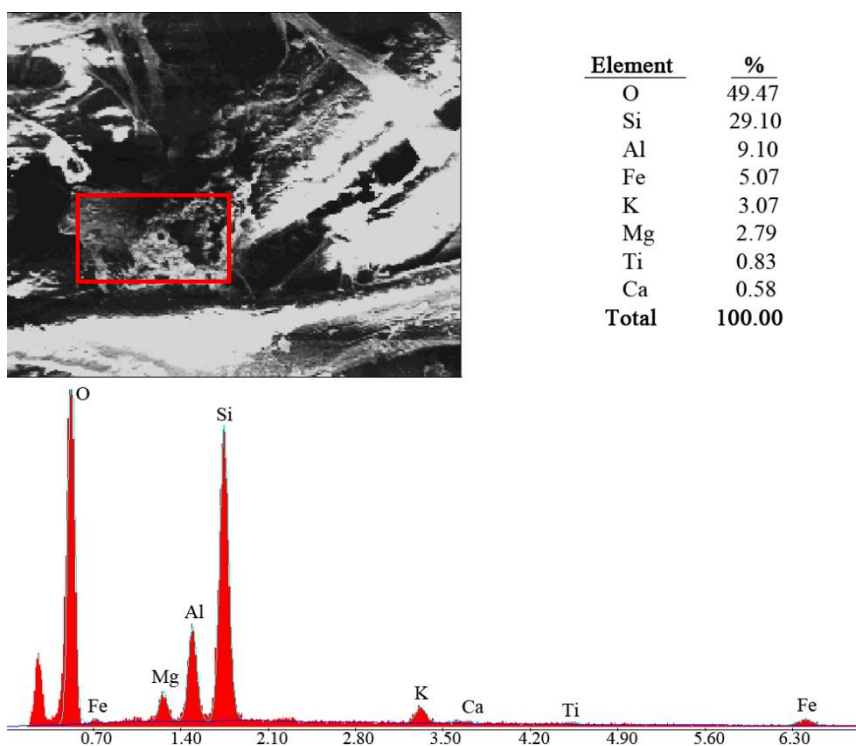 Element %
O 49.47
Si 29.10
Al 9.10
Fe 5.07
K 3.07
Mg 2.79
Ti 0.83
Ca 0.58
Total 100.00
O
Si
Al
Mg
Fe
K
Ca
Ti
Fe
0.70 1.40 2.10 2.80 3.50 4.20 4.90 5.60 6.30